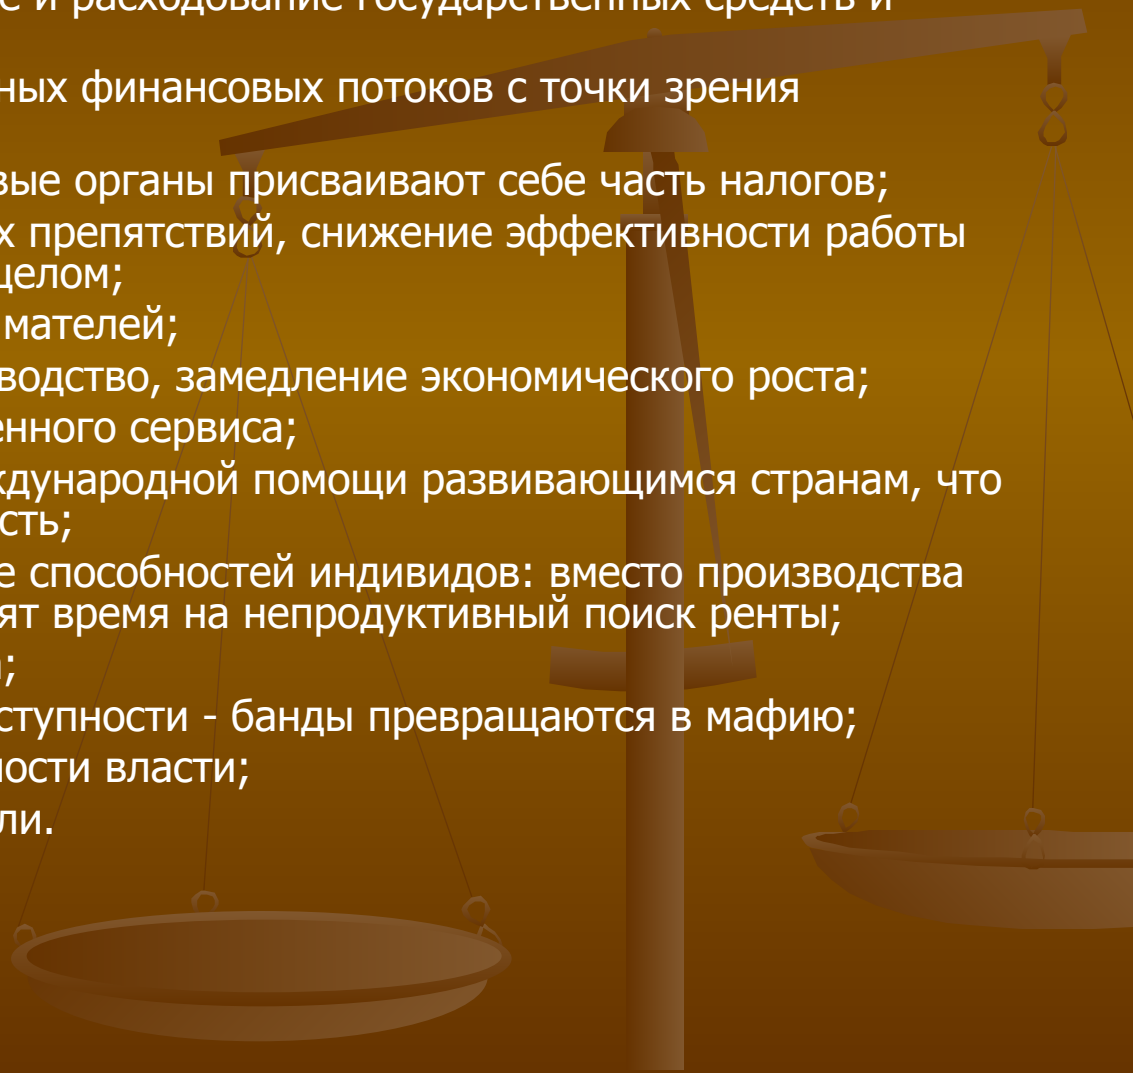 е и расходование государственных средств и
ных финансовых потоков с точки зрения
вые органы присваивают себе часть налогов;
х препятствий, снижение эффективности работы
целом;
мателей;
водство, замедление экономического роста;
енного сервиса;
ждународной помощи развивающимся странам, что
сть;
е способностей индивидов: вместо производства
ят время на непродуктивный поиск ренты;
;
ступности - банды превращаются в мафию;
ности власти;
ли.